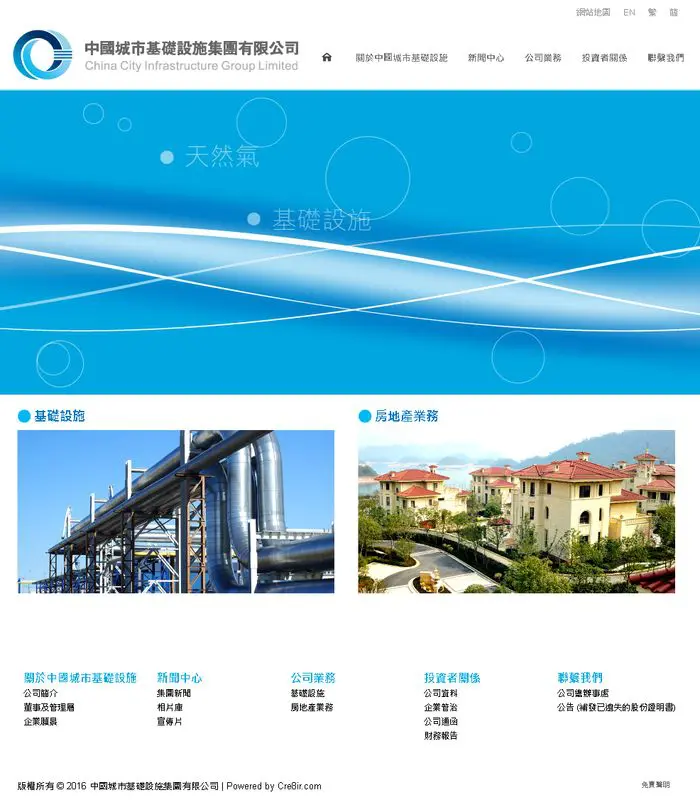 網站地圖 EN 繁 簡
中國城市基礎設施集團有限公司
China City Infrastructure Group Limited
關於中國城市基礎設施 新聞中心 公司業務 投資者關係 聯繫我們
天然氣
基礎設施
基礎設施 房地產業務
關於中國城市基礎設施 新聞中心 公司業務 投資者關係 聯繫我們
公司簡介 集團新聞 基礎設施 公司資料 公司總辦事處
董事及管理層 相片庫 房地產業務 企業管治 公告 (補發已遺失的股份證明書)
企業願景 宣傳片 公司通函
財務報告
版權所有 © 2016 中國城市基礎設施集團有限公司 | Powered by Cre8ir.com 免責聲明